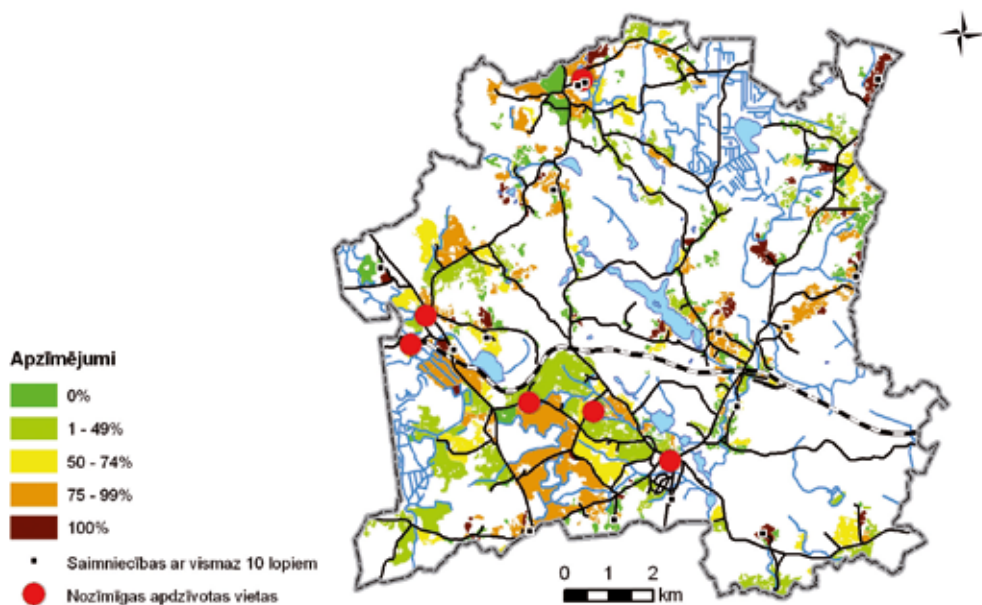 Apzīmējumi
0%
1 - 49%
50 - 74%
75 - 99%
100%
Saimniecības ar vismaz 10 lopiem
Nozīmīgas apdzīvotas vietas
0 1 2
km